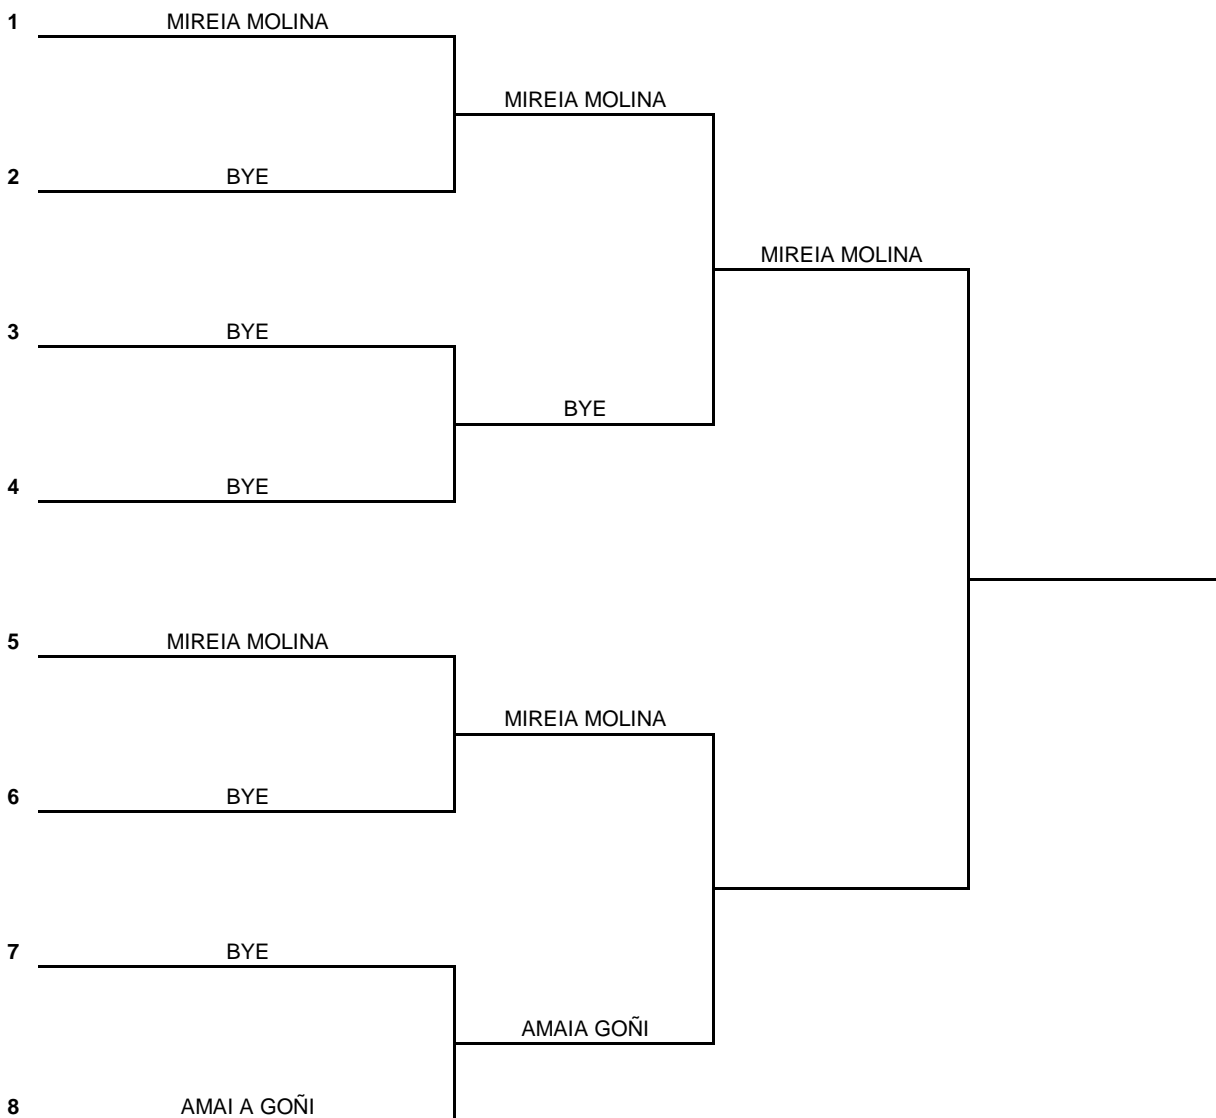 1 MIREIA MOLINA
MIREIA MOLINA
2 BYE
MIREIA MOLINA
3 BYE
BYE
4 BYE
5 MIREIA MOLINA
MIREIA MOLINA
6 BYE
7 BYE
AMAIA GOÑI
8 AMAI A GOÑI